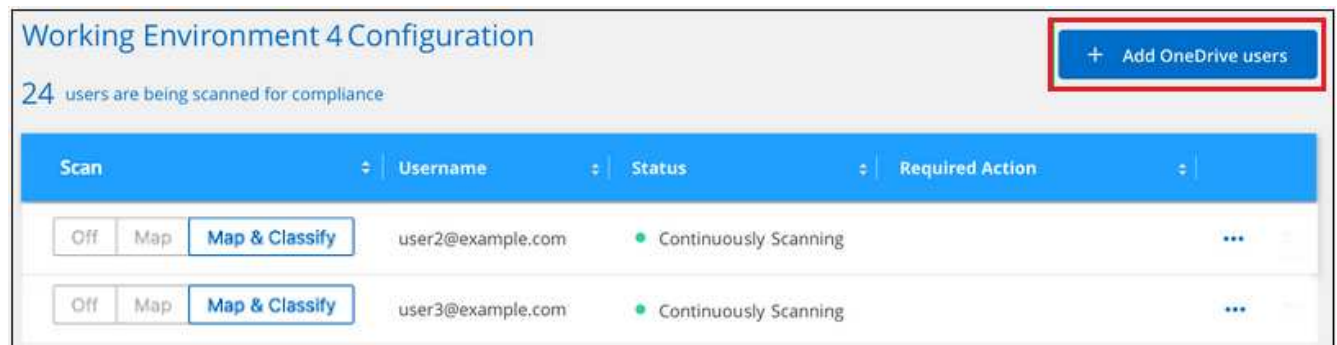 Working Environment 4 Configuration
+ Add OneDrive users
24 users are being scanned for compliance
Scan Username Status Required Action
Off Map Map & Classify user2@example.com Continuously Scanning ...
Off Map Map & Classify user3@example.com Continuously Scanning ...